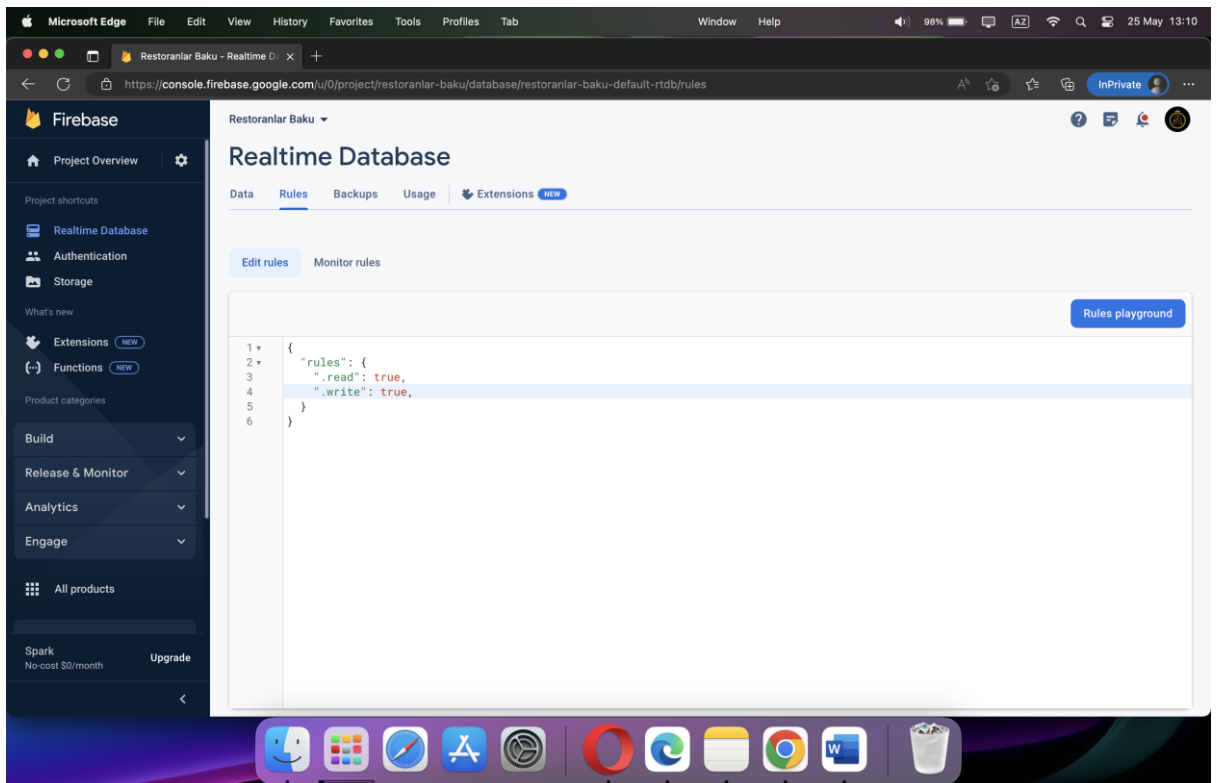 Microsoft Edge File Edit View History Favorites Tools Profiles Tab Window Help 98% AZ 25 May 13:10
Restoranlar Baku - Realtime Da
https://console.firebase.google.com/u/0/project/restoranlar-baku/database/restoranlar-baku-default-rtdb/rules InPrivate
Firebase
Project Overview
Project shortcuts
Realtime Database
Authentication
Storage
What's new
Extensions NEW
Functions NEW
Product categories
Build
Release & Monitor
Analytics
Engage
All products
Spark
No-cost $0/month
Upgrade
Restoranlar Baku
Realtime Database
Data Rules Backups Usage Extensions NEW
Edit rules Monitor rules
Rules playground
1 {
2 "rules": {
3 ".read": true,
4 ".write": true,
5 }
6 }